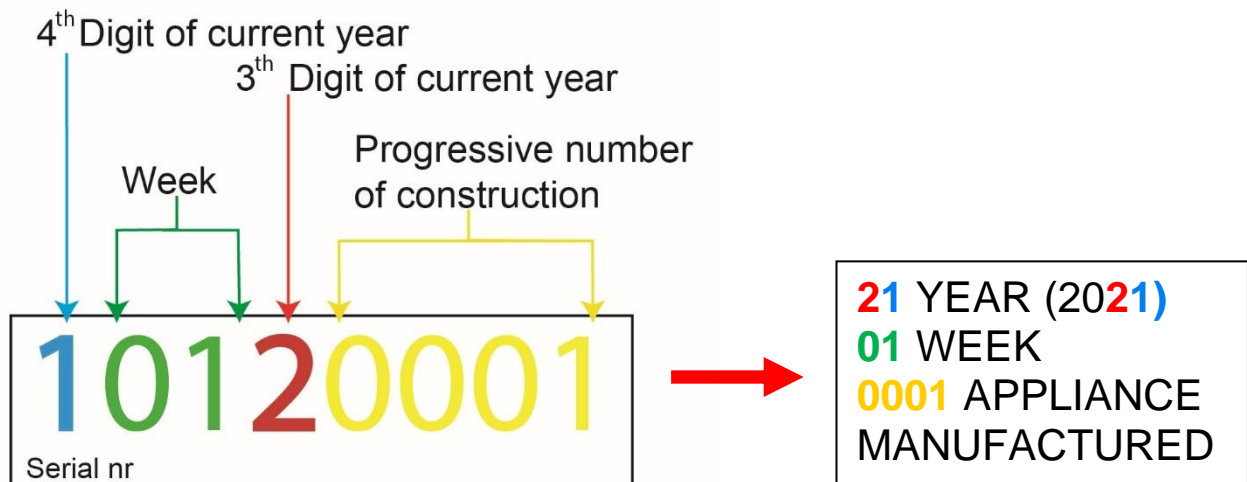 4th Digit of current year
3th Digit of current year
Week
Progressive number
of construction
10120001
Serial nr
21 YEAR (2021)
01 WEEK
0001 APPLIANCE
MANUFACTURED